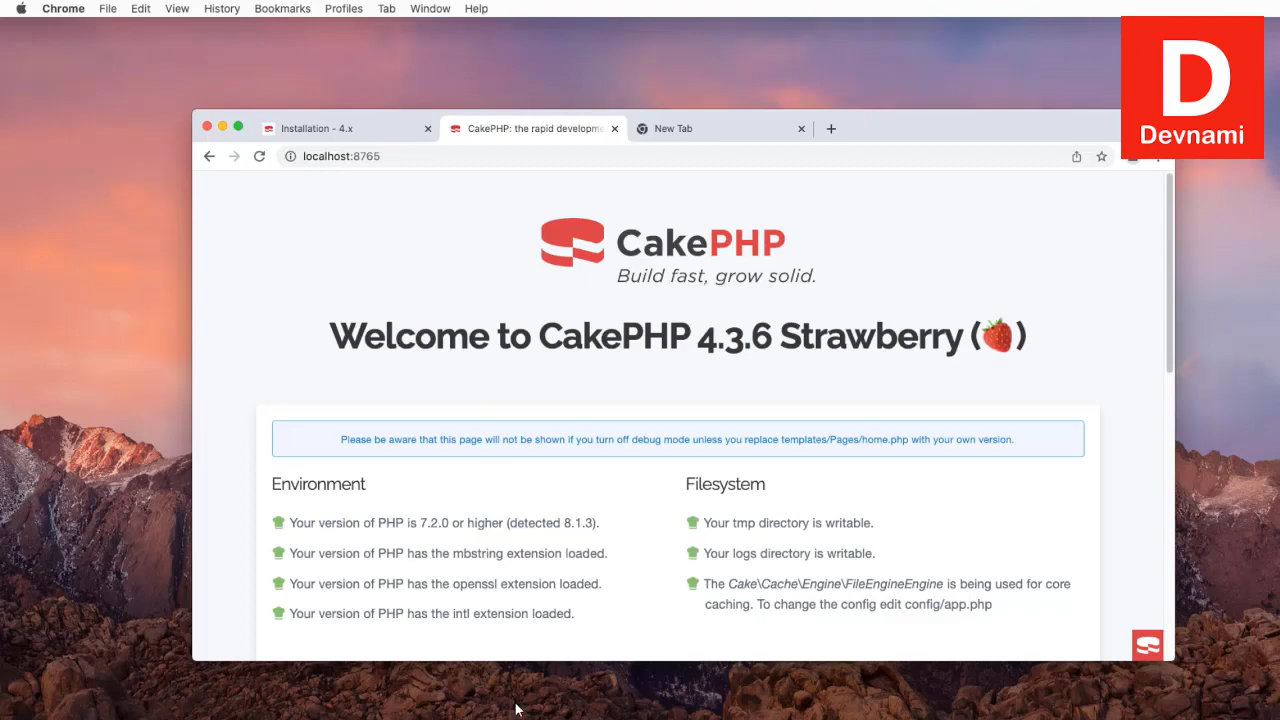 Chrome File Edit View History Bookmarks Profiles Tab Window Help
D
Devnami
Installation - 4.x
CakePHP: the rapid developme
New Tab
localhost:8765
CakePHP
Build fast, grow solid.
Welcome to CakePHP 4.3.6 Strawberry (🍓)
Please be aware that this page will not be shown if you turn off debug mode unless you replace templates/Pages/home.php with your own version.
Environment
Your version of PHP is 7.2.0 or higher (detected 8.1.3).
Your version of PHP has the mbstring extension loaded.
Your version of PHP has the openssl extension loaded.
Your version of PHP has the intl extension loaded.
Filesystem
Your tmp directory is writable.
Your logs directory is writable.
The Cake\Cache\Engine\FileEngineEngine is being used for core
caching. To change the config edit config/app.php